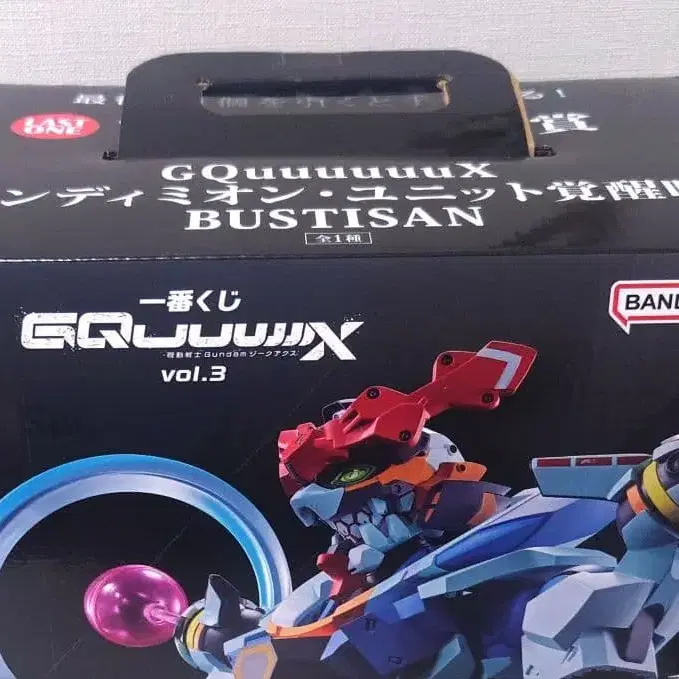 LAST
ONE
賞
GQuuuuuuX
ンディミオン・ユニット覚醒
BUSTISAN
全1種
一番くじ
GQuuuuuuX
機動戦士Gundamジークアクス
vol.3
BAND